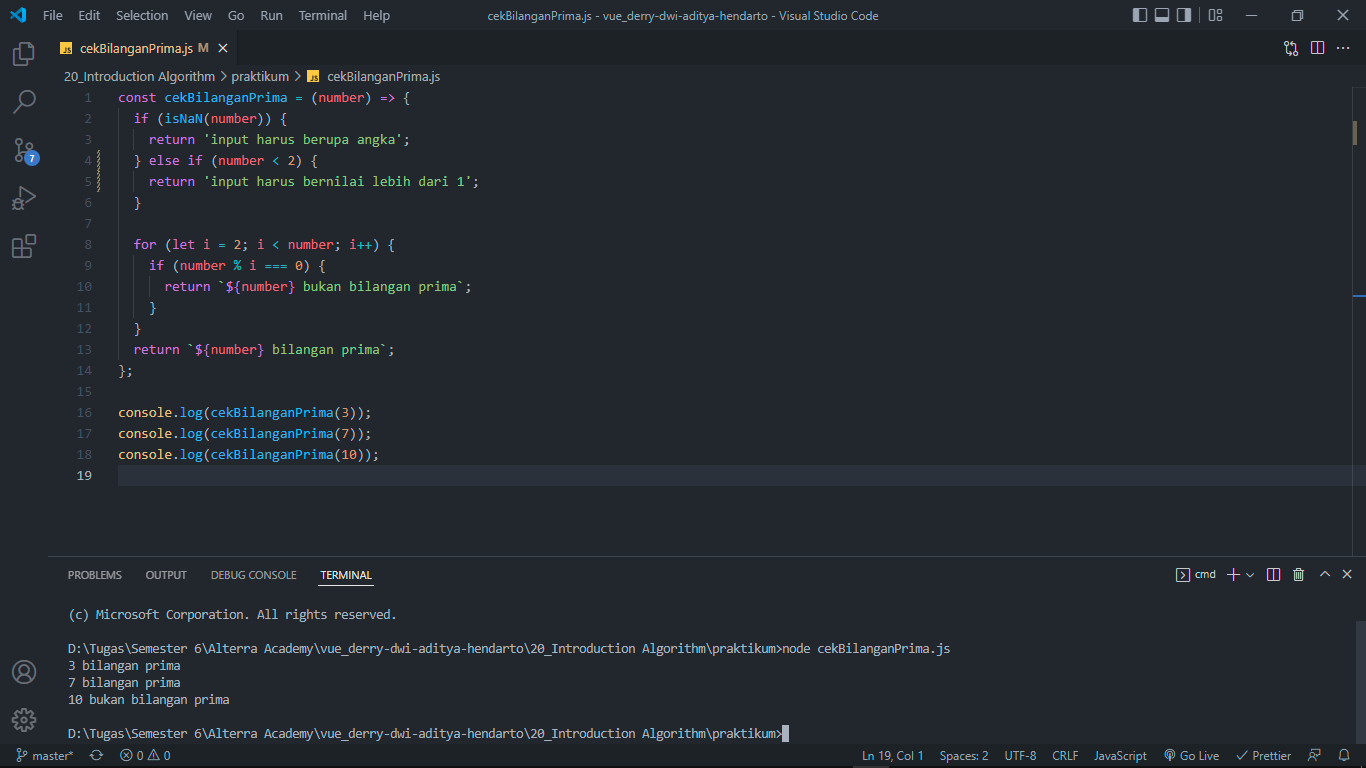 File Edit Selection View Go Run Terminal Help cekBilanganPrima.js - vue_derry-dwi-aditya-hendarto - Visual Studio Code
JS cekBilanganPrima.js M
20_Introduction Algorithm > praktikum > JS cekBilanganPrima.js
7
1 const cekBilanganPrima = (number) => {
2 if (isNaN(number)) {
3 return 'input harus berupa angka';
4 } else if (number < 2) {
5 return 'input harus bernilai lebih dari 1';
6 }
7
8 for (let i = 2; i < number; i++) {
9 if (number % i === 0) {
10 return `${number} bukan bilangan prima`;
11 }
12 }
13 return `${number} bilangan prima`;
14 };
15
16 console.log(cekBilanganPrima(3));
17 console.log(cekBilanganPrima(7));
18 console.log(cekBilanganPrima(10));
19
PROBLEMS OUTPUT DEBUG CONSOLE TERMINAL cmd
(c) Microsoft Corporation. All rights reserved.
D:\Tugas\Semester 6\Alterra Academy\vue_derry-dwi-aditya-hendarto\20_Introduction Algorithm\praktikum>node cekBilanganPrima.js
3 bilangan prima
7 bilangan prima
10 bukan bilangan prima
D:\Tugas\Semester 6\Alterra Academy\vue_derry-dwi-aditya-hendarto\20_Introduction Algorithm\praktikum>
master* 0 0 Ln 19, Col 1 Spaces: 2 UTF-8 CRLF JavaScript Go Live Prettier